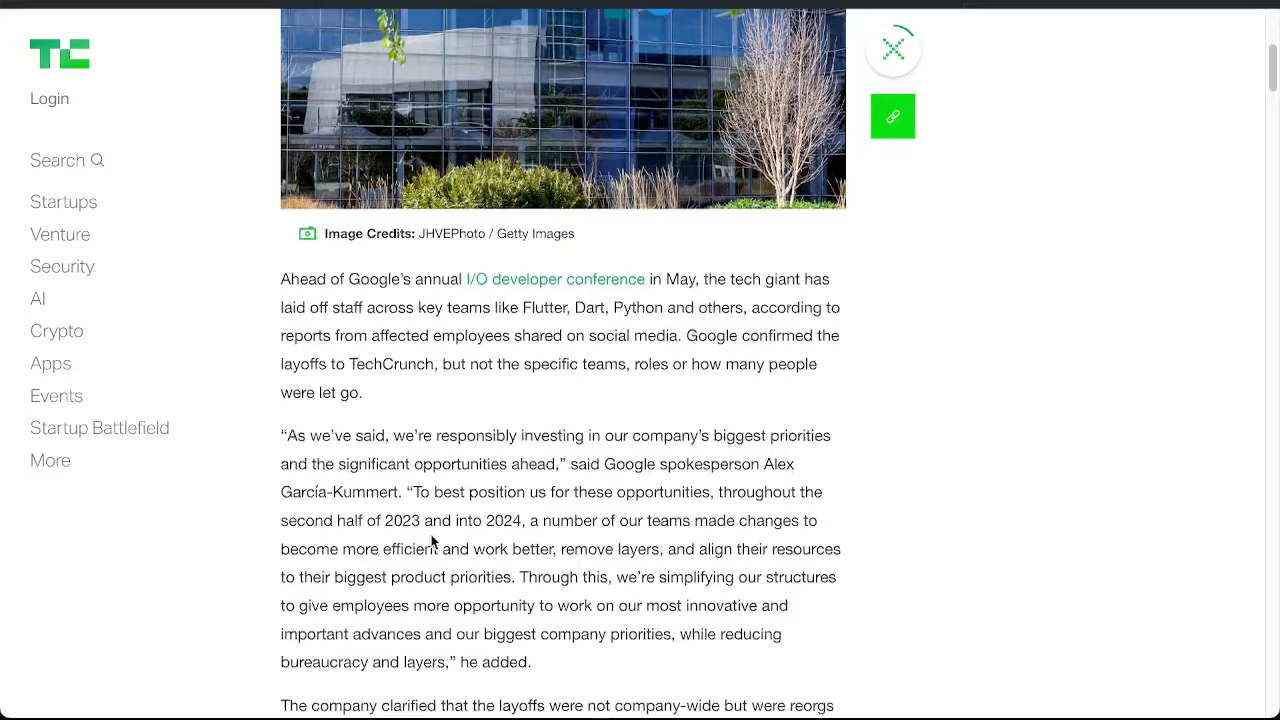 TC
Login
Search
Startups
Venture
Security
AI
Crypto
Apps
Events
Startup Battlefield
More
Image Credits: JHVEPhoto / Getty Images
Ahead of Google’s annual I/O developer conference in May, the tech giant has
laid off staff across key teams like Flutter, Dart, Python and others, according to
reports from affected employees shared on social media. Google confirmed the
layoffs to TechCrunch, but not the specific teams, roles or how many people
were let go.
“As we’ve said, we’re responsibly investing in our company’s biggest priorities
and the significant opportunities ahead,” said Google spokesperson Alex
García-Kummert. “To best position us for these opportunities, throughout the
second half of 2023 and into 2024, a number of our teams made changes to
become more efficient and work better, remove layers, and align their resources
to their biggest product priorities. Through this, we’re simplifying our structures
to give employees more opportunity to work on our most innovative and
important advances and our biggest company priorities, while reducing
bureaucracy and layers,” he added.
The company clarified that the layoffs were not company-wide but were reorgs